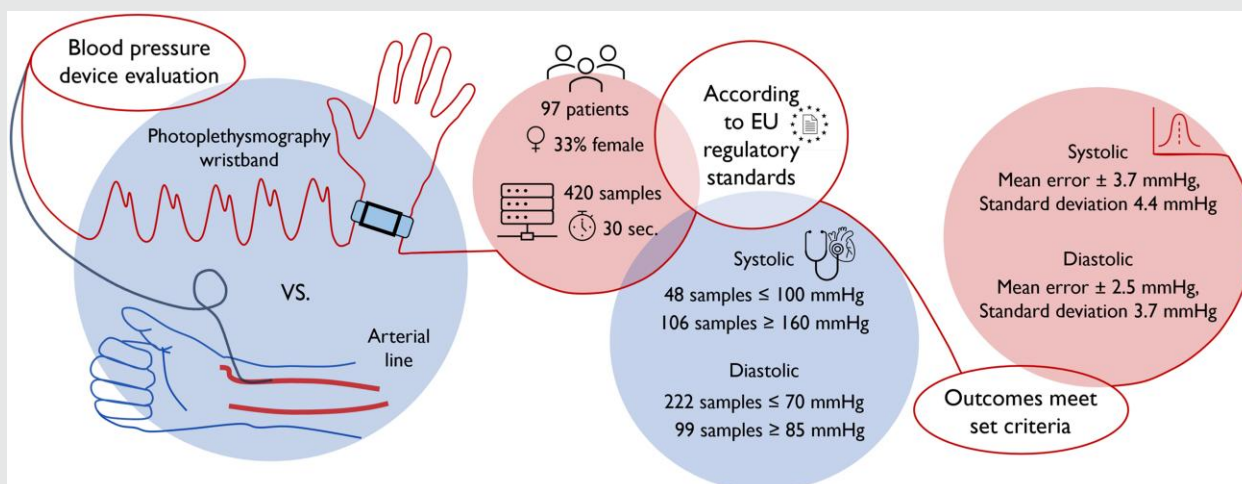 Blood pressure
device evaluation
Photoplethysmography
wristband
VS.
Arterial
line
97 patients
33% female
420 samples
30 sec.
According
to EU
regulatory
standards
Systolic
48 samples ≤ 100 mmHg
106 samples ≥ 160 mmHg
Diastolic
222 samples ≤ 70 mmHg
99 samples ≥ 85 mmHg
Outcomes meet
set criteria
Systolic
Mean error ± 3.7 mmHg,
Standard deviation 4.4 mmHg
Diastolic
Mean error ± 2.5 mmHg,
Standard deviation 3.7 mmHg